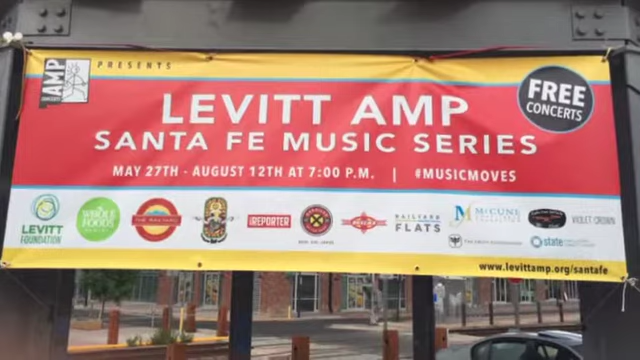 AMP
PRESENTS
FREE
CONCERTS
LEVITT AMP
SANTA FE MUSIC SERIES
MAY 27TH - AUGUST 12TH AT 7:00 P.M. | #MUSICMOVES
LEVITT
FOUNDATION
WHOLE
FOODS
REPORTER
RAILYARD
FLATS
MCCUNE
VIOLET CROWN
state
www.levittamp.org/santafe